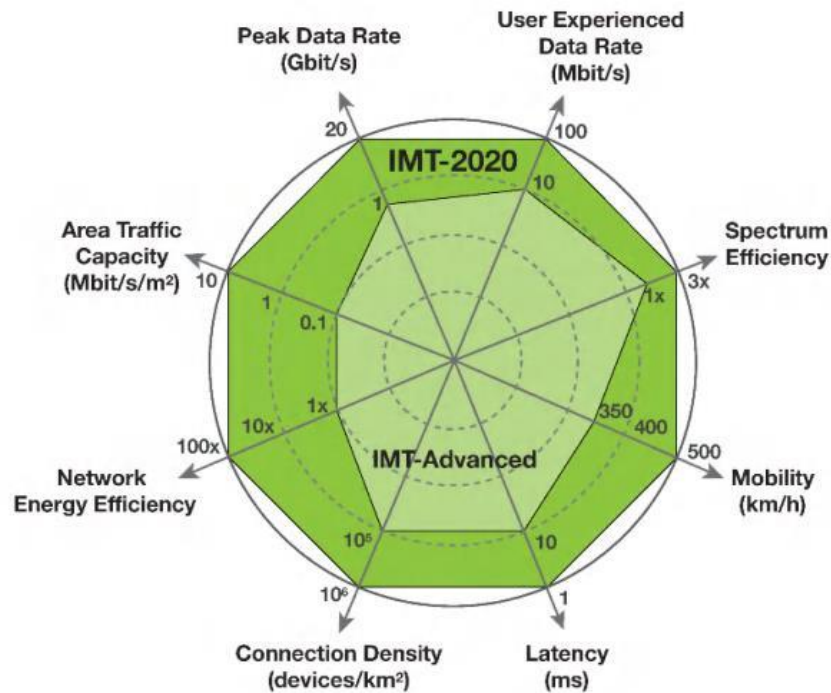 Peak Data Rate
(Gbit/s)
User Experienced
Data Rate
(Mbit/s)
20
100
IMT-2020
1
10
Area Traffic
Capacity
(Mbit/s/m²)
Spectrum
Efficiency
10
1
0.1
1x
3x
1x
10x
100x
350
400
500
Network
Energy Efficiency
IMT-Advanced
Mobility
(km/h)
10⁵
10
10⁶
1
Connection Density
(devices/km²)
Latency
(ms)